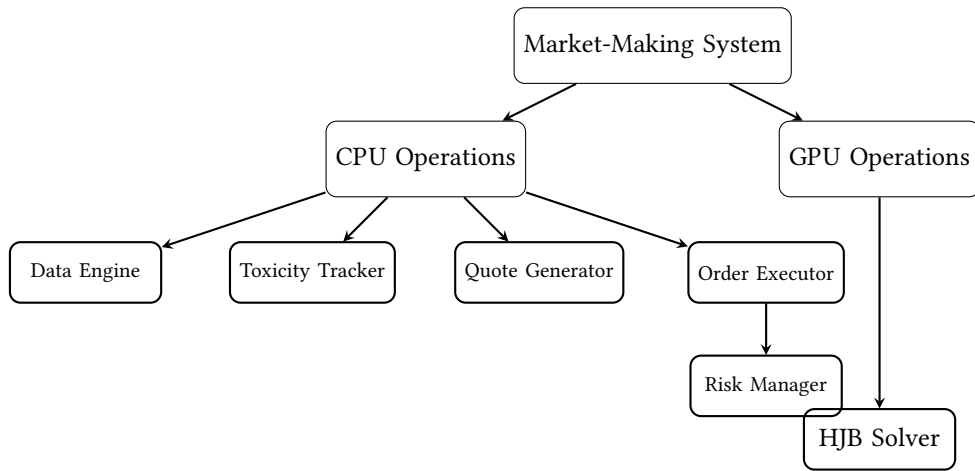 Market-Making System
CPU Operations
GPU Operations
Data Engine
Toxicity Tracker
Quote Generator
Order Executor
Risk Manager
HJB Solver